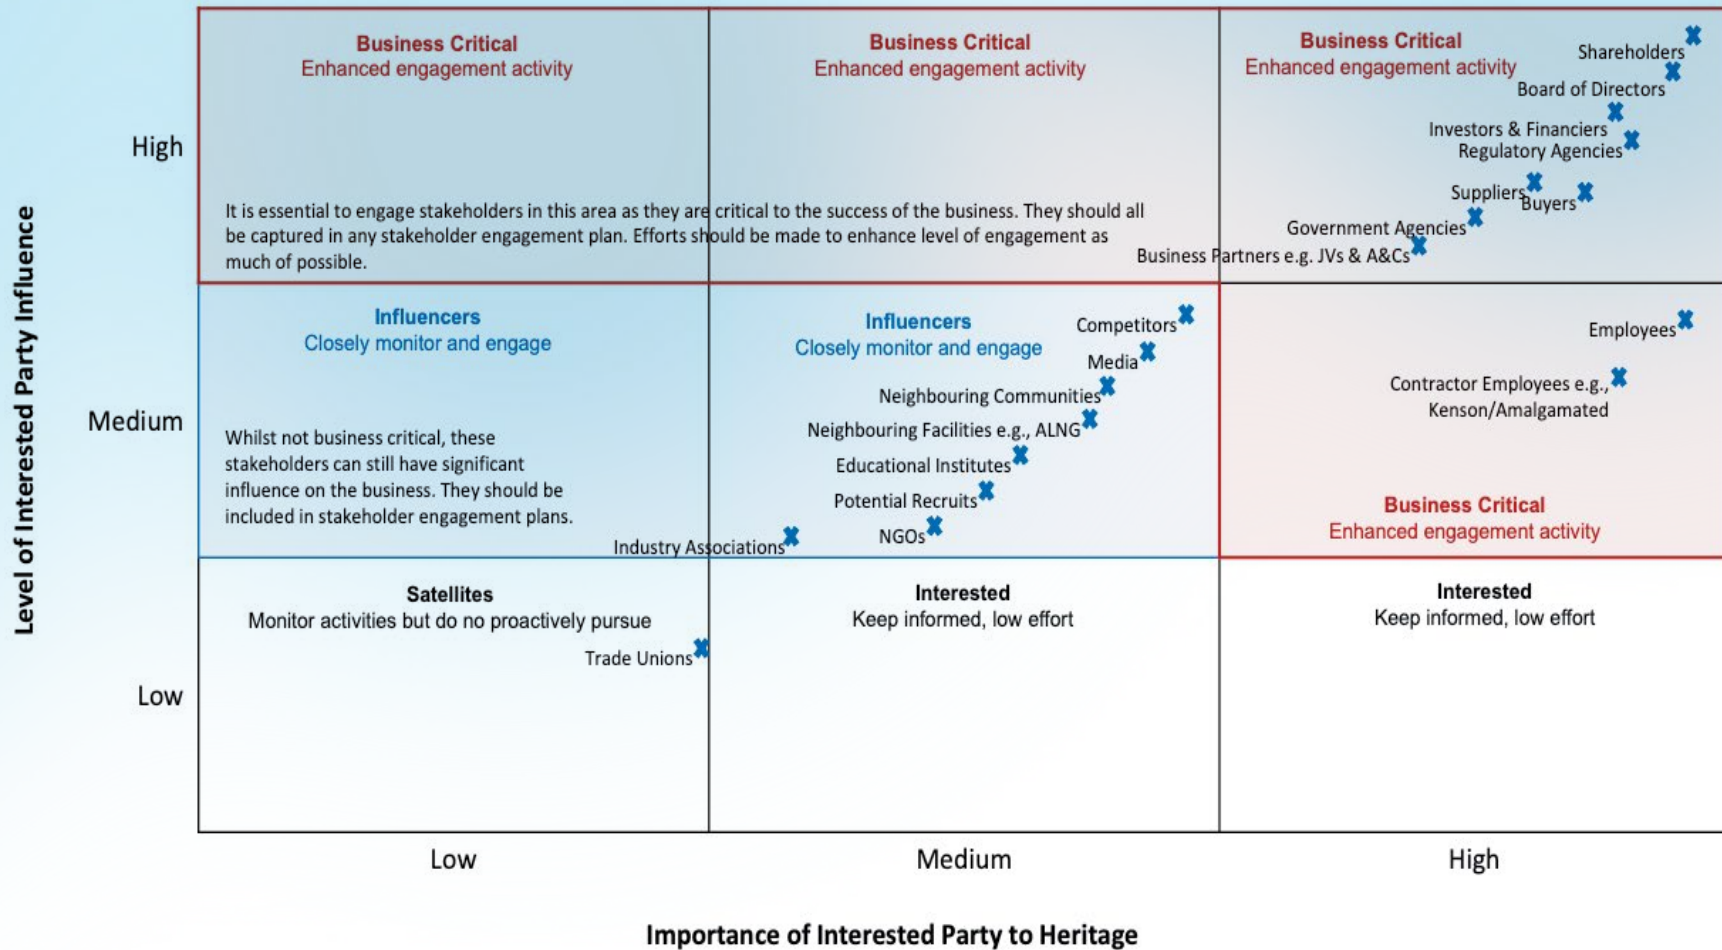 Level of Interested Party Influence
High
Medium
Low
Business Critical
Enhanced engagement activity
Business Critical
Enhanced engagement activity
Business Critical
Enhanced engagement activity
Shareholders
Board of Directors
Investors & Financiers
Regulatory Agencies
Suppliers
Buyers
Government Agencies
Business Partners e.g. JVs & A&Cs
It is essential to engage stakeholders in this area as they are critical to the success of the business. They should all
be captured in any stakeholder engagement plan. Efforts should be made to enhance level of engagement as
much of possible.
Influencers
Closely monitor and engage
Whilst not business critical, these
stakeholders can still have significant
influence on the business. They should be
included in stakeholder engagement plans.
Influencers
Closely monitor and engage
Competitors
Media
Neighbouring Communities
Neighbouring Facilities e.g., ALNG
Educational Institutes
Potential Recruits
NGOs
Industry Associations
Employees
Contractor Employees e.g.,
Kenson/Amalgamated
Business Critical
Enhanced engagement activity
Satellites
Monitor activities but do no proactively pursue
Trade Unions
Interested
Keep informed, low effort
Interested
Keep informed, low effort
Low
Medium
High
Importance of Interested Party to Heritage